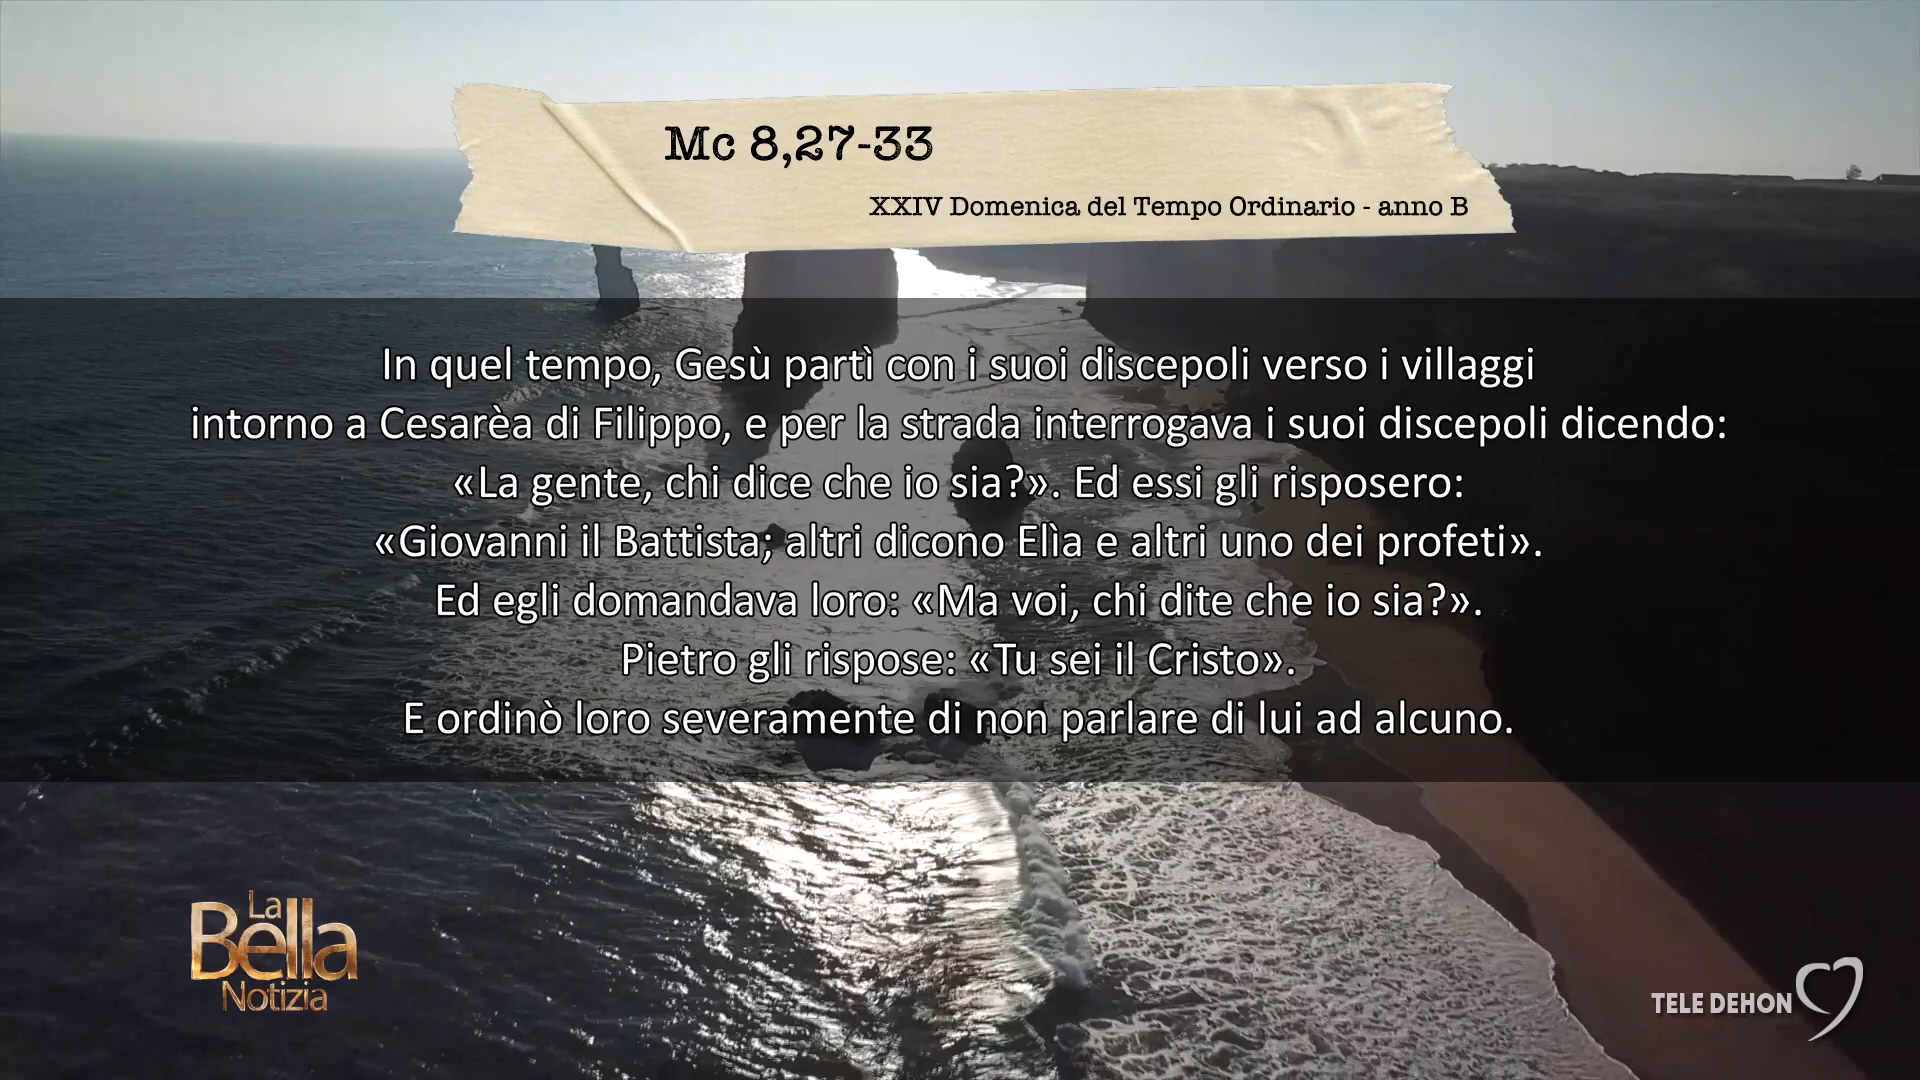 Mc 8,27-33
XXIV Domenica del Tempo Ordinario - anno B
In quel tempo, Gesù partì con i suoi discepoli verso i villaggi
intorno a Cesarèa di Filippo, e per la strada interrogava i suoi discepoli dicendo:
«La gente, chi dice che io sia?». Ed essi gli risposero:
«Giovanni il Battista; altri dicono Elìa e altri uno dei profeti».
Ed egli domandava loro: «Ma voi, chi dite che io sia?».
Pietro gli rispose: «Tu sei il Cristo».
E ordinò loro severamente di non parlare di lui ad alcuno.
La
Bella
Notizia
TELE DEHON